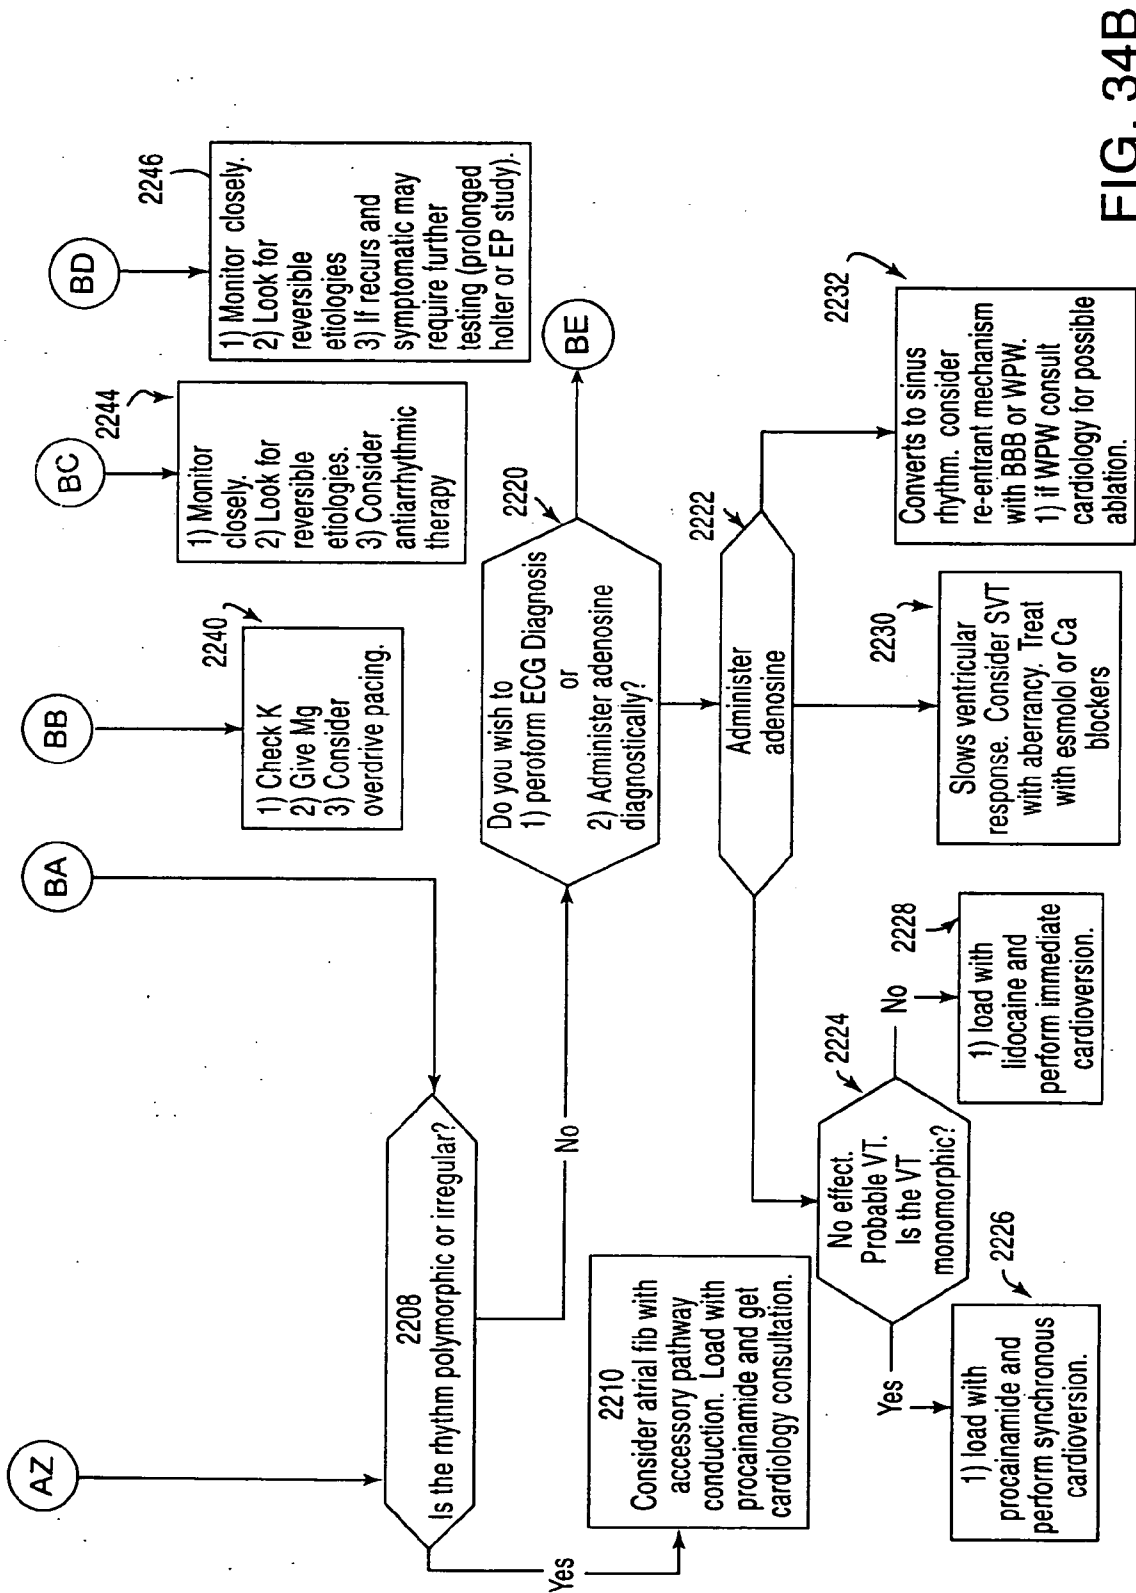 AZ
BA
BB
BC
BD
2208
Is the rhythm polymorphic or irregular?
Yes
No
2210
Consider atrial fib with
accessory pathway
conduction. Load with
procainamide and get
cardiology consultation.
2240
1) Check K
2) Give Mg
3) Consider
overdrive pacing.
2244
1) Monitor
closely.
2) Look for
reversible
etiologies.
3) Consider
antiarrhythmic
therapy
2246
1) Monitor closely.
2) Look for
reversible
etiologies
3) If recurs and
symptomatic may
require further
testing (prolonged
holter or EP study).
2220
Do you wish to
1) peroform ECG Diagnosis
or
2) Administer adenosine
diagnostically?
BE
2222
Administer
adenosine
2224
No effect.
Probable VT.
Is the VT
monomorphic?
Yes
No
2226
1) load with
procainamide and
perform synchronous
cardioversion.
2228
1) load with
lidocaine and
perform immediate
cardioversion.
2230
Slows ventricular
response. Consider SVT
with aberrancy. Treat
with esmolol or Ca
blockers
2232
Converts to sinus
rhythm. consider
re-entrant mechanism
with BBB or WPW.
1) if WPW consult
cardiology for possible
ablation.
FIG. 34B